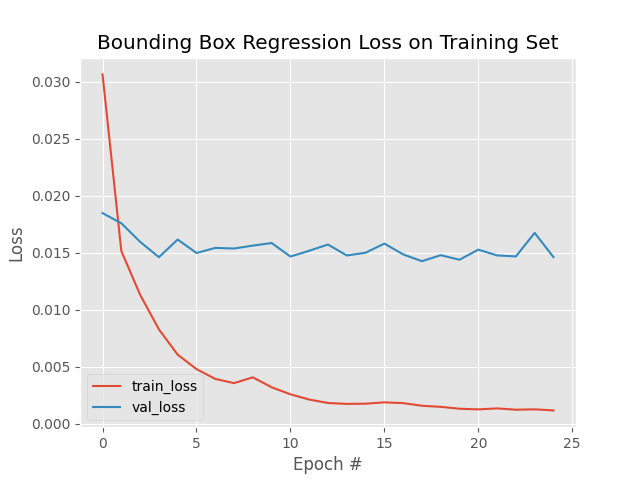 Bounding Box Regression Loss on Training Set
0.030
0.025
0.020
0.015
0.010
0.005
0.000
Loss
train_loss
val_loss
0 5 10 15 20 25
Epoch #